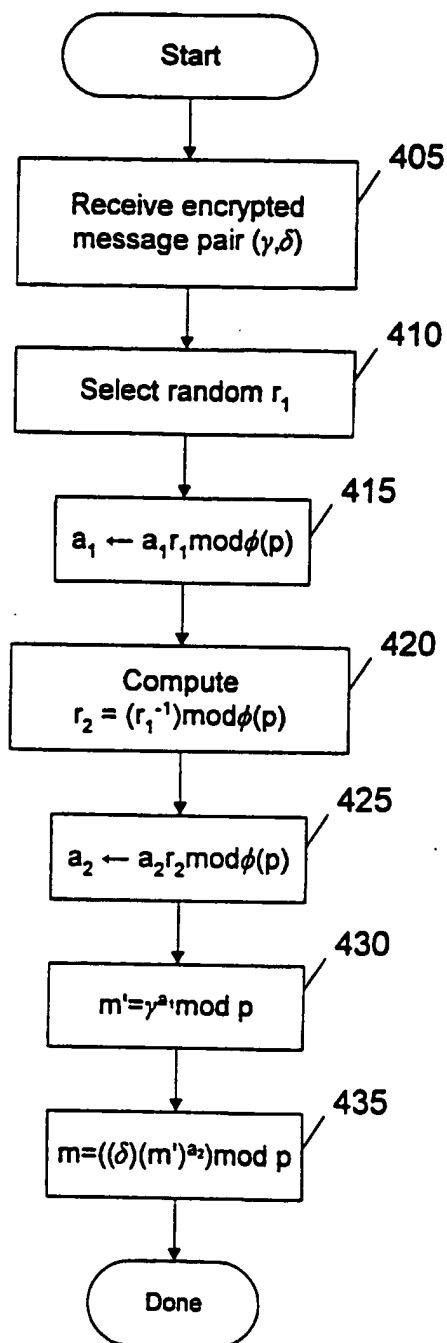 Start
405
Receive encrypted
message pair (γ,δ)
410
Select random r₁
415
a₁ ← a₁r₁modϕ(p)
420
Compute
r₂ = (r₁⁻¹)modϕ(p)
425
a₂ ← a₂r₂modϕ(p)
430
m'=γᵃ¹mod p
435
m=((δ)(m')ᵃ²)mod p
Done